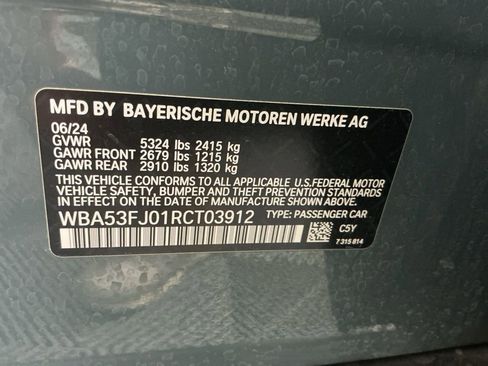 MFD BY BAYERISCHE MOTOREN WERKE AG
06/24
GVWR 5324 lbs 2415 kg
GAWR FRONT 2679 lbs 1215 kg
GAWR REAR 2910 lbs 1320 kg
THIS VEHICLE CONFORMS TO ALL APPLICABLE U.S.FEDERAL MOTOR
VEHICLE SAFETY, BUMPER AND THEFT PREVENTION STANDARDS
IN EFFECT ON THE DATE OF MANUFACTURE SHOWN ABOVE.
WBA53FJ01RCT03912 TYPE: PASSENGER CAR
C5Y
7 315 814